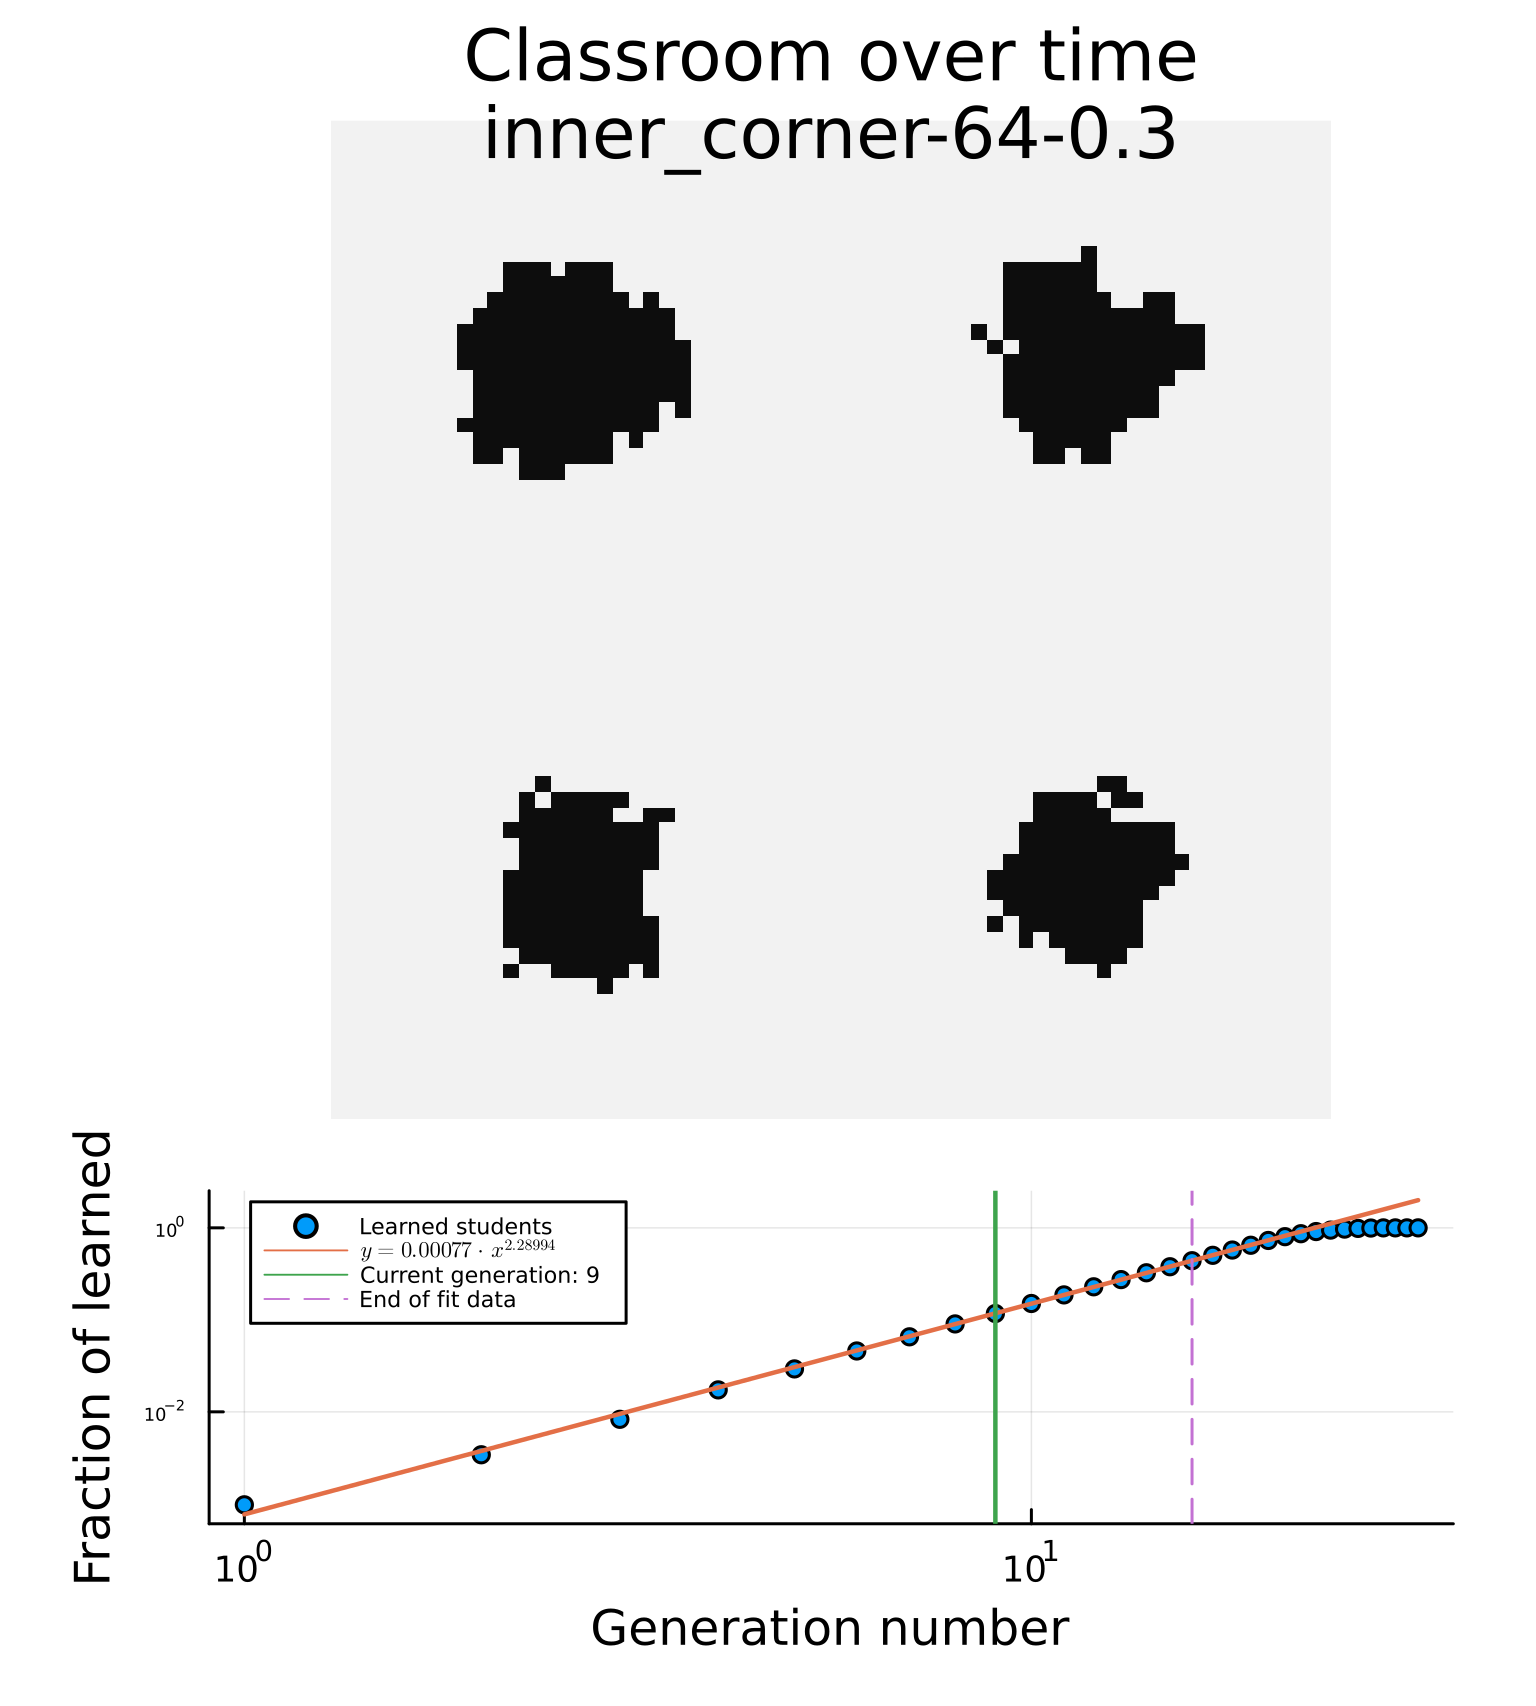 Classroom over time
inner_corner-64-0.3
Fraction of learned
10⁰
10⁻²
Learned students
y = 0.00077 · x^2.28994
Current generation: 9
End of fit data
10⁰ 10¹
Generation number